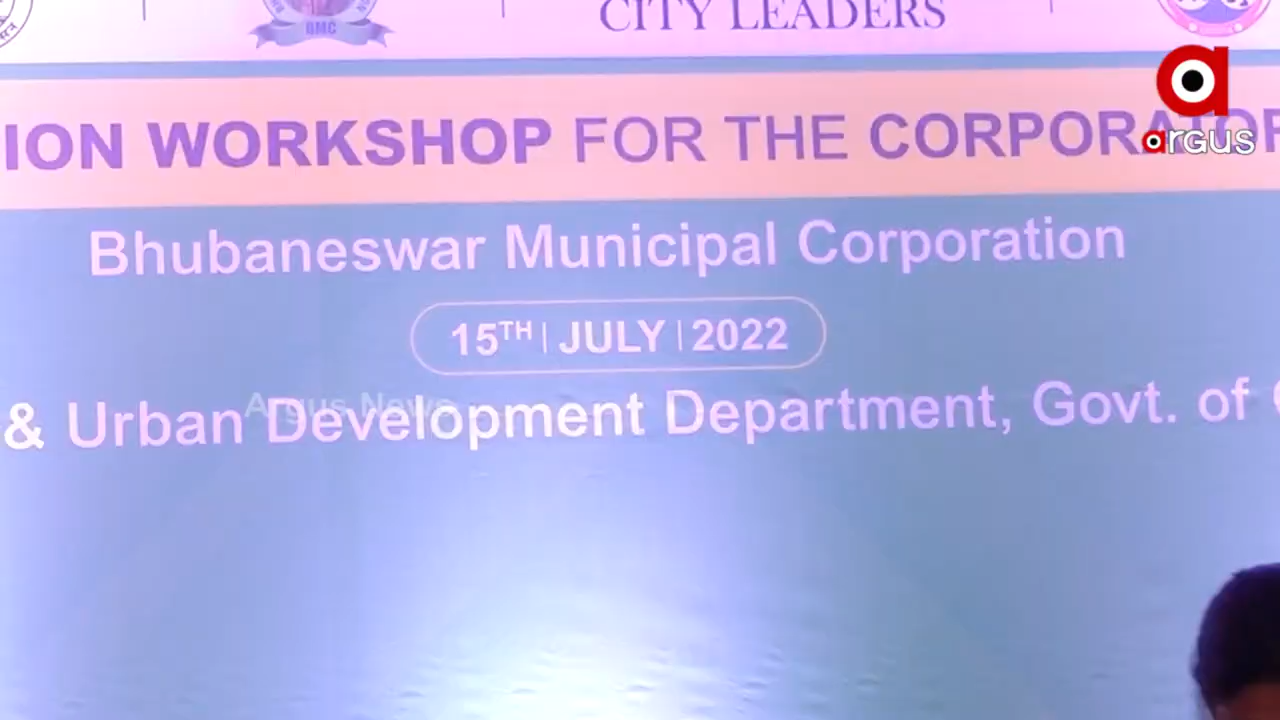 BMC
CITY LEADERS
argus
ION WORKSHOP FOR THE CORPORATOR
Bhubaneswar Municipal Corporation
15TH | JULY | 2022
Argus News
& Urban Development Department, Govt. of